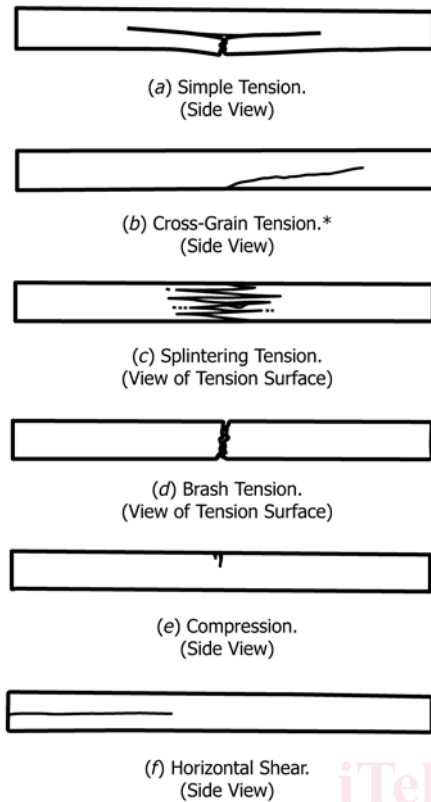 (a) Simple Tension.
(Side View)
(b) Cross-Grain Tension.*
(Side View)
(c) Splintering Tension.
(View of Tension Surface)
(d) Brash Tension.
(View of Tension Surface)
(e) Compression.
(Side View)
(f) Horizontal Shear.
(Side View)